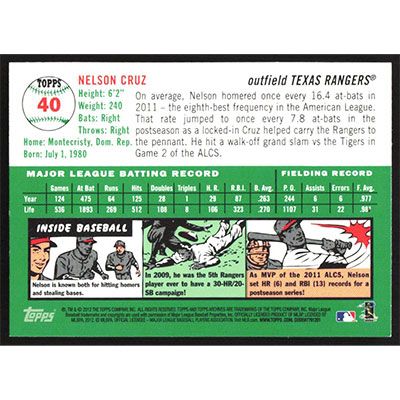 TOPPS
40
NELSON CRUZ
Height: 6'2"
Weight: 240
Bats: Right
Throws: Right
Home: Montecristy, Dom. Rep.
Born: July 1, 1980
outfield TEXAS RANGERS®
On average, Nelson homered once every 16.4 at-bats in
2011 – the eighth-best frequency in the American League.
That rate jumped to once every 7.8 at-bats in the
postseason as a locked-in Cruz helped carry the Rangers to
the pennant. He hit a walk-off grand slam vs the Tigers in
Game 2 of the ALCS.
MAJOR LEAGUE BATTING RECORD
FIELDING RECORD
Games At Bat Runs Hits Doubles Triples H.R. R.B.I. B. Avg. P.O. Assists Errors F. Avg.
Year 124 475 64 125 28 1 29 87 .263 244 6 6 .977
Life 536 1893 269 512 106 8 323 .270 1107 31 22
INSIDE BASEBALL
Nelson is known both for hitting homers
and stealing bases.
In 2009, he was the 5th Rangers
player ever to have a 30-HR/20-
SB campaign!
As MVP of the 2011 ALCS, Nelson
set HR (6) and RBI (13) records for a
postseason series!
Topps